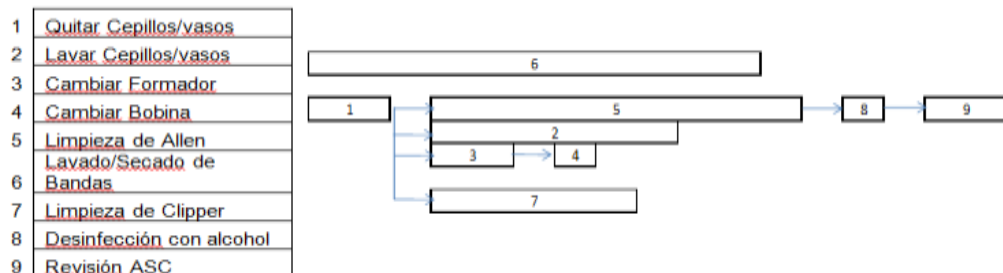 1 Quitar Cepillos/vasos
2 Lavar Cepillos/vasos
3 Cambiar Formador
4 Cambiar Bobina
5 Limpieza de Allen
Lavado/Secado de
6 Bandas
7 Limpieza de Clipper
8 Desinfección con alcohol
9 Revisión ASC
6
1 5 8 9
2
3 4
7